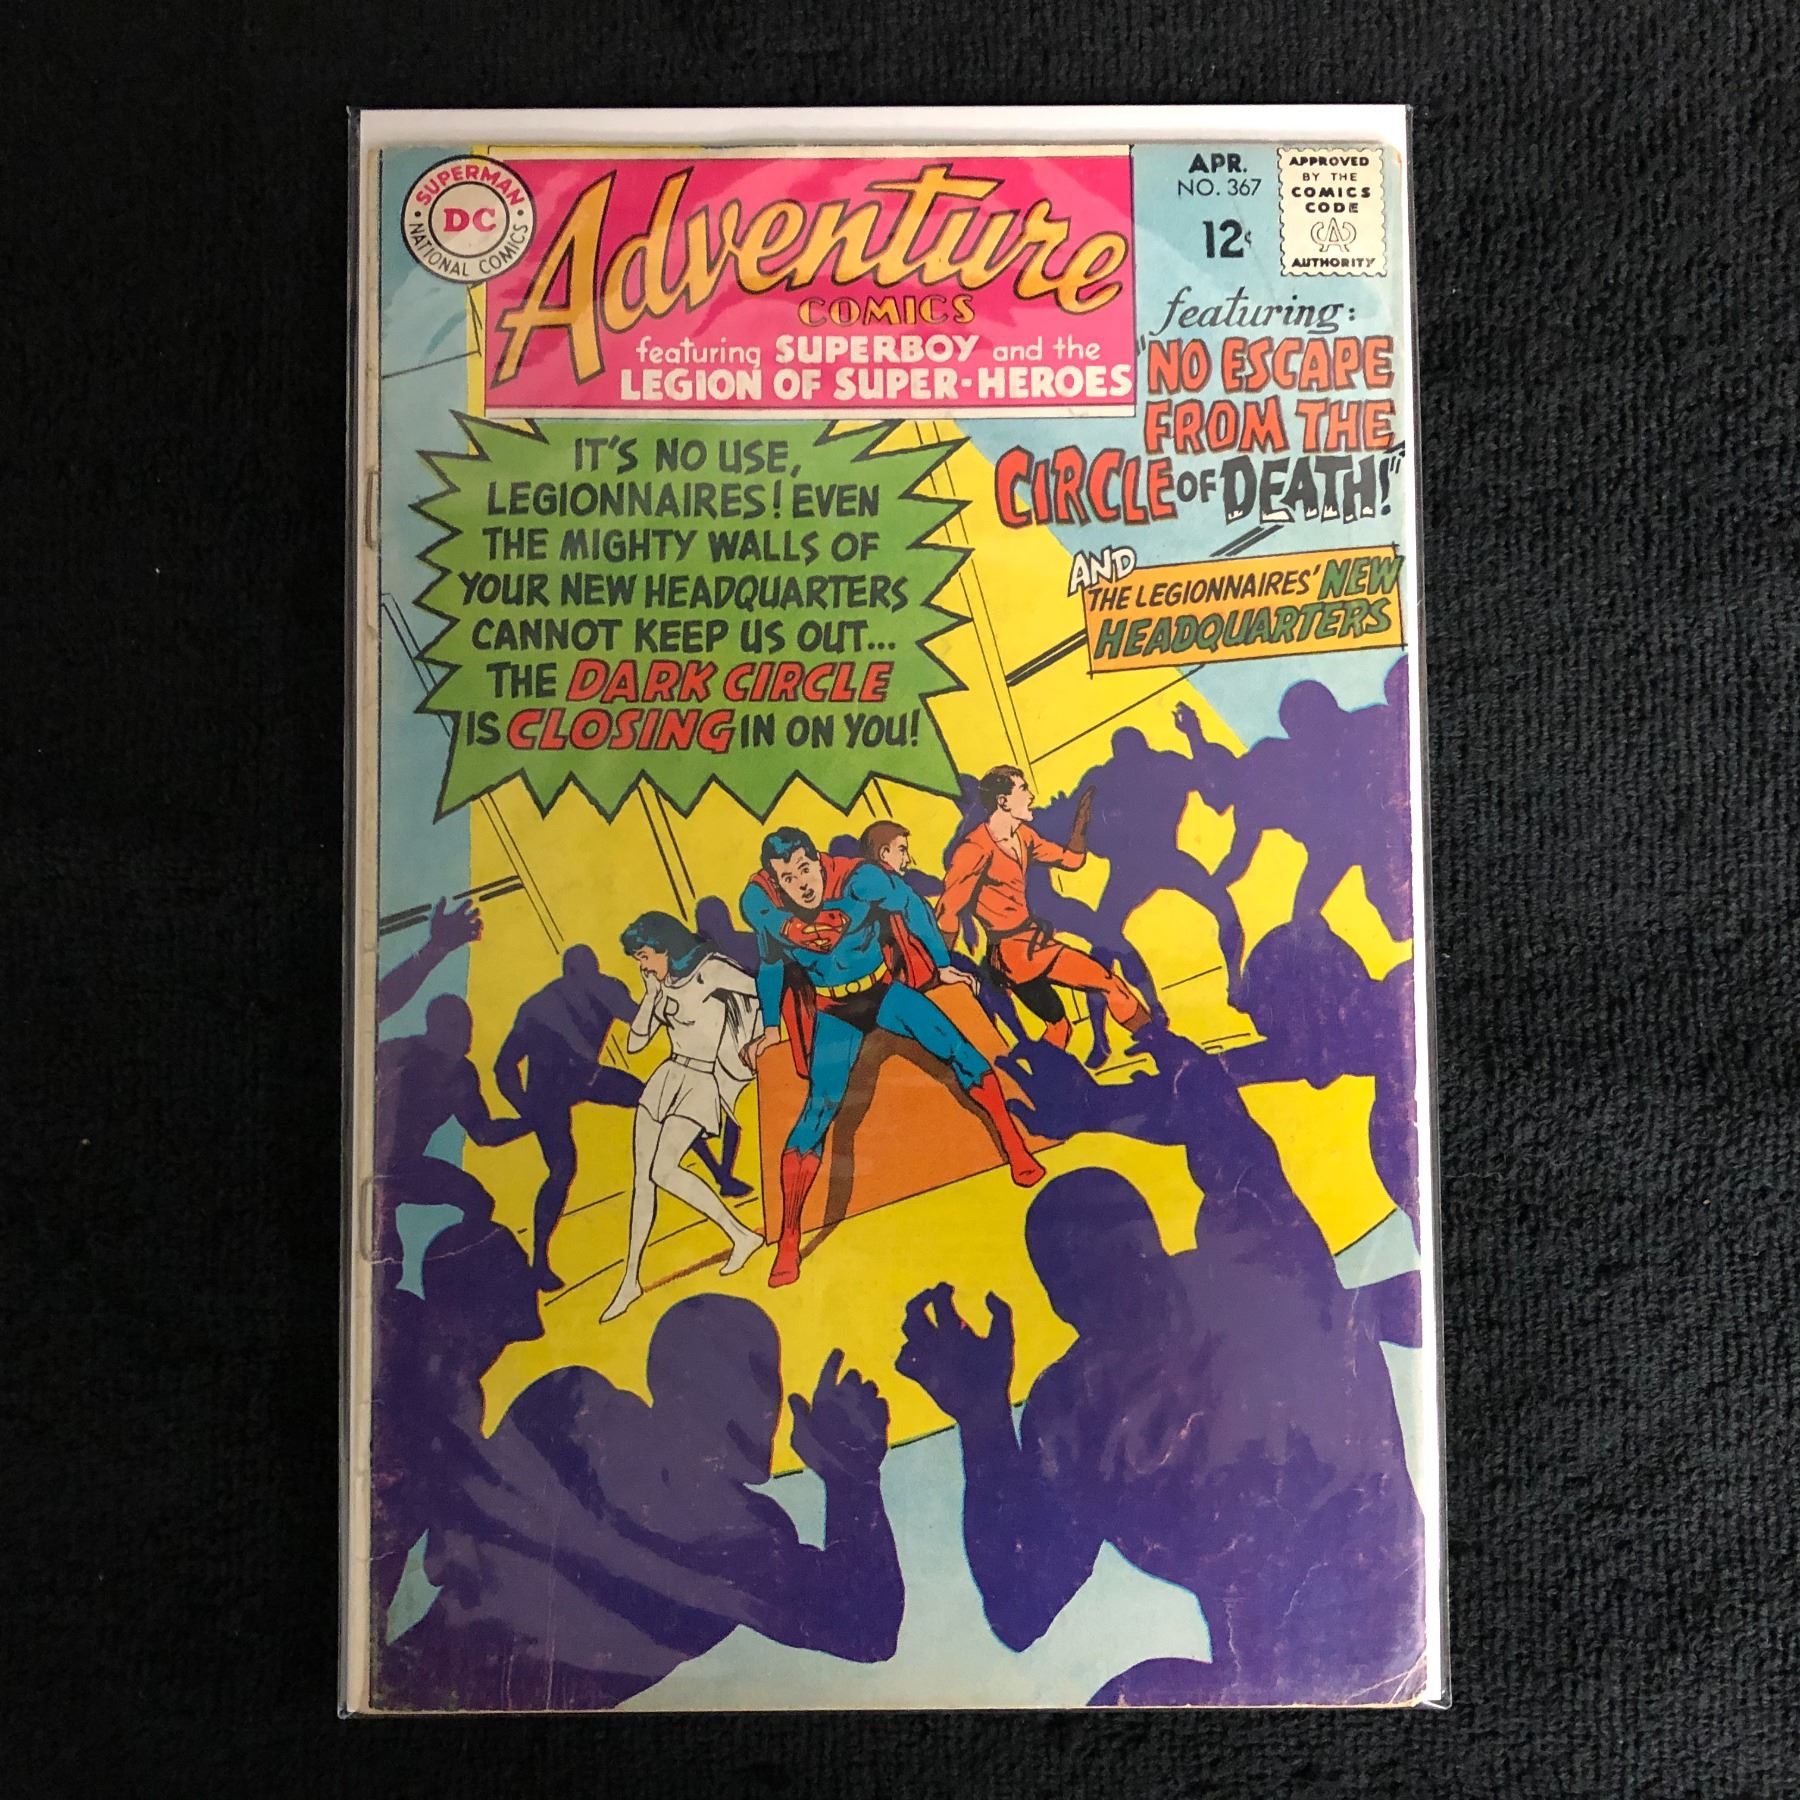 SUPERMAN
DC
NATIONAL COMICS
Adventure
COMICS
featuring SUPERBOY and the
LEGION OF SUPER-HEROES
APR.
NO. 367
12¢
APPROVED
BY THE
COMICS
CODE
CA
AUTHORITY
featuring:
"NO ESCAPE
FROM THE
CIRCLE OF DEATH!"
AND
THE LEGIONNAIRES' NEW
HEADQUARTERS
IT'S NO USE,
LEGIONNAIRES! EVEN
THE MIGHTY WALLS OF
YOUR NEW HEADQUARTERS
CANNOT KEEP US OUT...
THE DARK CIRCLE
IS CLOSING IN ON YOU!
S
R